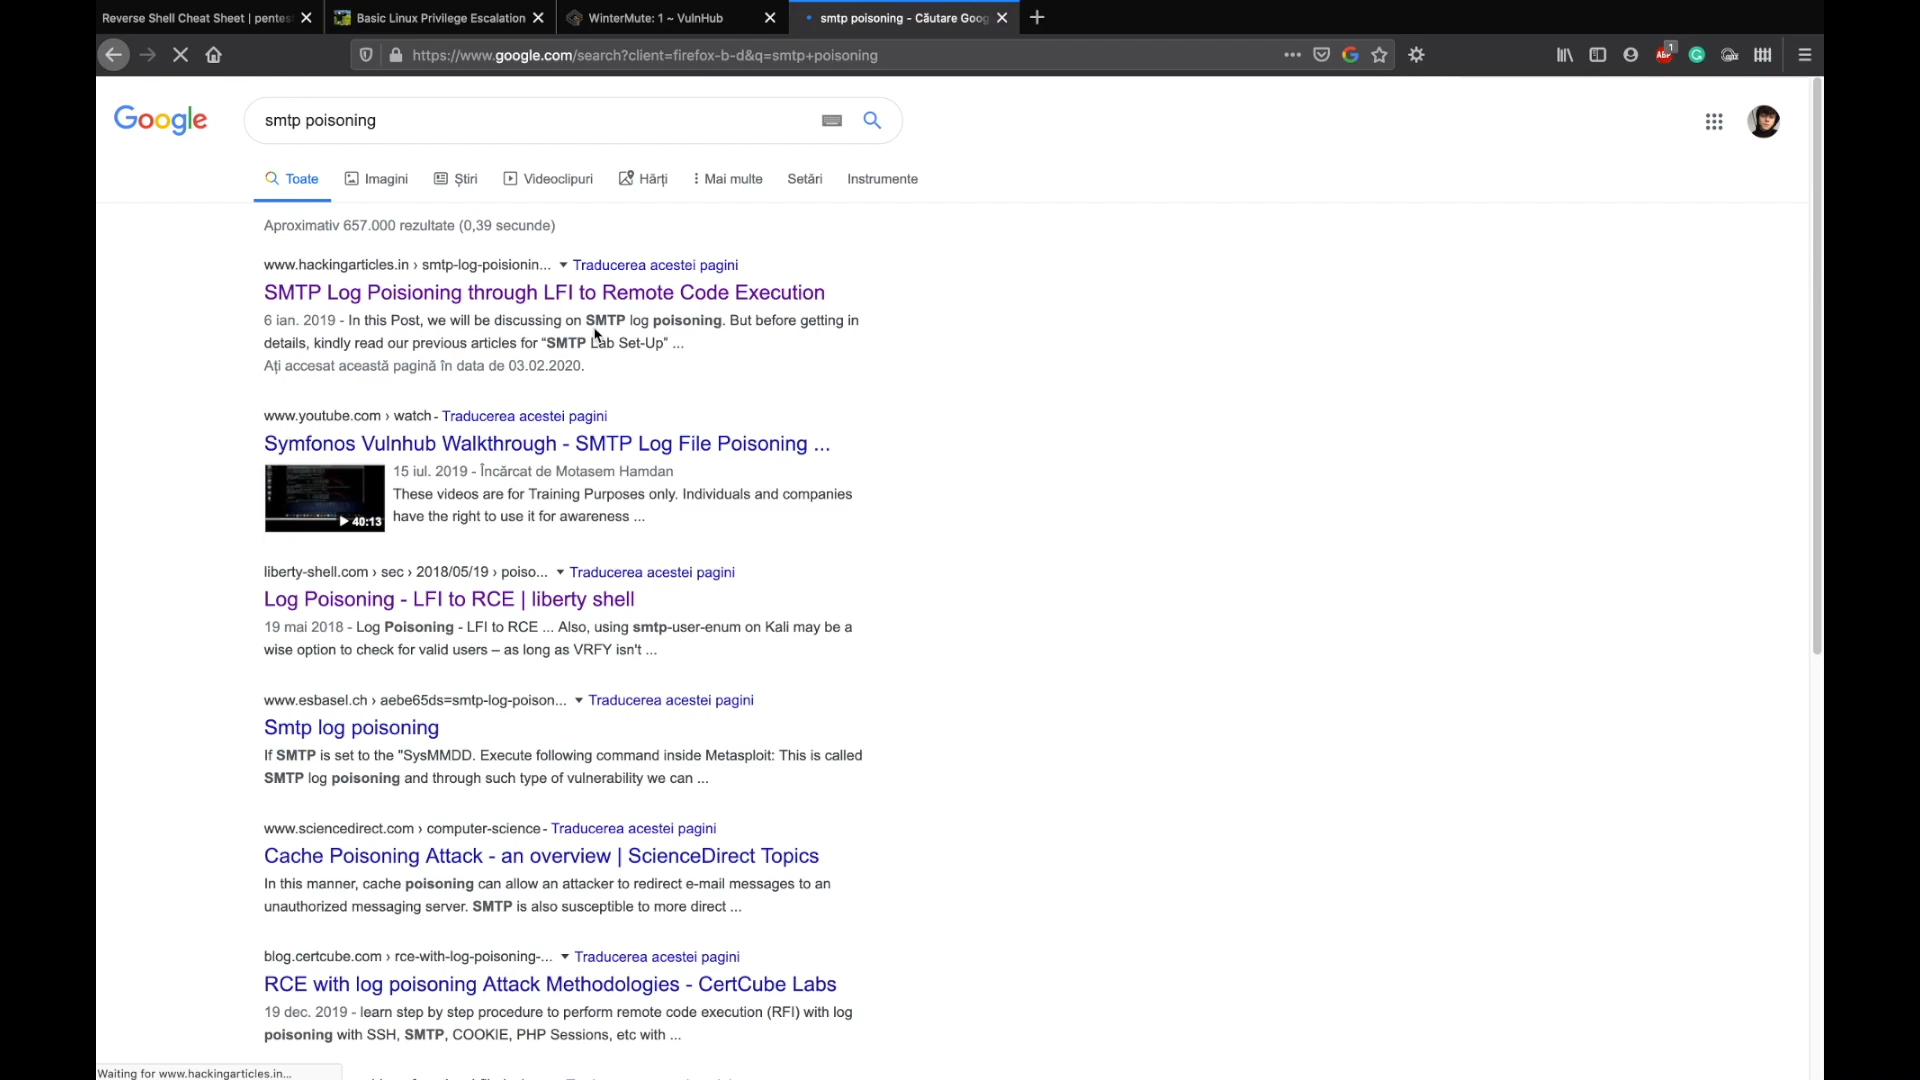 Reverse Shell Cheat Sheet | pentes
Basic Linux Privilege Escalation
WinterMute: 1 ~ VulnHub
smtp poisoning - Căutare Goog
https://www.google.com/search?client=firefox-b-d&q=smtp+poisoning
ABP
1
Google
smtp poisoning
Toate
Imagini
Știri
Videoclipuri
Hărți
Mai multe
Setări
Instrumente
Aproximativ 657.000 rezultate (0,39 secunde)
www.hackingarticles.in › smtp-log-poisionin... Traducerea acestei pagini
SMTP Log Poisioning through LFI to Remote Code Execution
6 ian. 2019 - In this Post, we will be discussing on SMTP log poisoning. But before getting in
details, kindly read our previous articles for “SMTP Lab Set-Up” ...
Ați accesat această pagină în data de 03.02.2020.
www.youtube.com › watch - Traducerea acestei pagini
Symfonos Vulnhub Walkthrough - SMTP Log File Poisoning ...
15 iul. 2019 - Încărcat de Motasem Hamdan
These videos are for Training Purposes only. Individuals and companies
have the right to use it for awareness ...
40:13
liberty-shell.com › sec › 2018/05/19 › poiso... Traducerea acestei pagini
Log Poisoning - LFI to RCE | liberty shell
19 mai 2018 - Log Poisoning - LFI to RCE ... Also, using smtp-user-enum on Kali may be a
wise option to check for valid users – as long as VRFY isn't ...
www.esbasel.ch › aebe65ds=smtp-log-poison... Traducerea acestei pagini
Smtp log poisoning
If SMTP is set to the "SysMMDD. Execute following command inside Metasploit: This is called
SMTP log poisoning and through such type of vulnerability we can ...
www.sciencedirect.com › computer-science - Traducerea acestei pagini
Cache Poisoning Attack - an overview | ScienceDirect Topics
In this manner, cache poisoning can allow an attacker to redirect e-mail messages to an
unauthorized messaging server. SMTP is also susceptible to more direct ...
blog.certcube.com › rce-with-log-poisoning-... Traducerea acestei pagini
RCE with log poisoning Attack Methodologies - CertCube Labs
19 dec. 2019 - learn step by step procedure to perform remote code execution (RFI) with log
poisoning with SSH, SMTP, COOKIE, PHP Sessions, etc with ...
Waiting for www.hackingarticles.in...